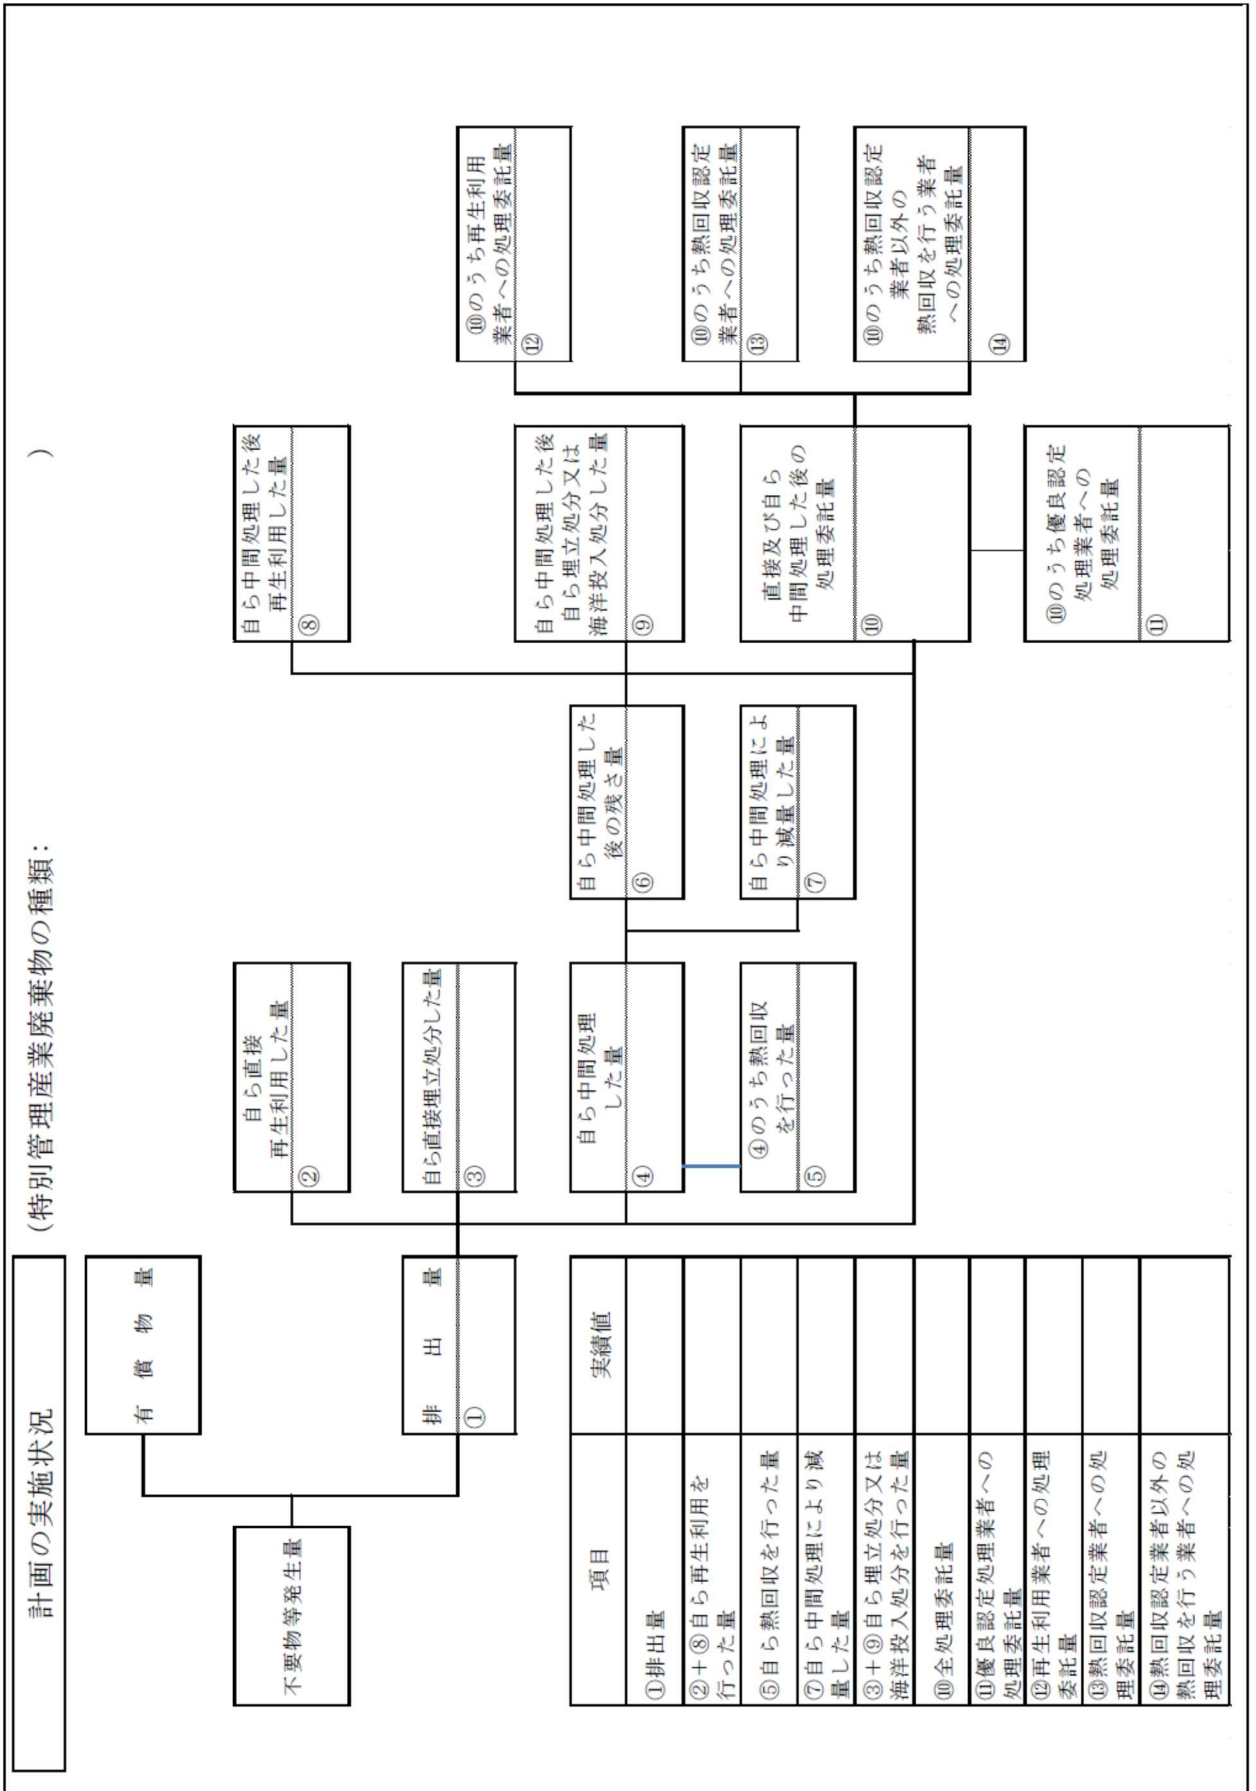 計画の実施状況
（特別管理産業廃棄物の種類：　　　　　　　　　　　　　　　）
有償物量
不要物等発生量
排出量
①
自ら直接
再生利用した量
②
自ら直接埋立処分した量
③
自ら中間処理
した量
④
④のうち熱回収
を行った量
⑤
自ら中間処理した
後の残さ量
⑥
自ら中間処理によ
り減量した量
⑦
自ら中間処理した後
再生利用した量
⑧
自ら中間処理した後
自ら埋立処分又は
海洋投入処分した量
⑨
直接及び自ら
中間処理した後の
処理委託量
⑩
⑩のうち優良認定
処理業者への
処理委託量
⑪
⑩のうち再生利用
業者への処理委託量
⑫
⑩のうち熱回収認定
業者への処理委託量
⑬
⑩のうち熱回収認定
業者以外の
熱回収を行う業者
への処理委託量
⑭
項目
実績値
①排出量
②＋⑧自ら再生利用を
行った量
⑤自ら熱回収を行った量
⑦自ら中間処理により減
量した量
③＋⑨自ら埋立処分又は
海洋投入処分を行った量
⑩全処理委託量
⑪優良認定処理業者への
処理委託量
⑫再生利用業者への処理
委託量
⑬熱回収認定業者への処
理委託量
⑭熱回収認定業者以外の
熱回収を行う業者への処
理委託量